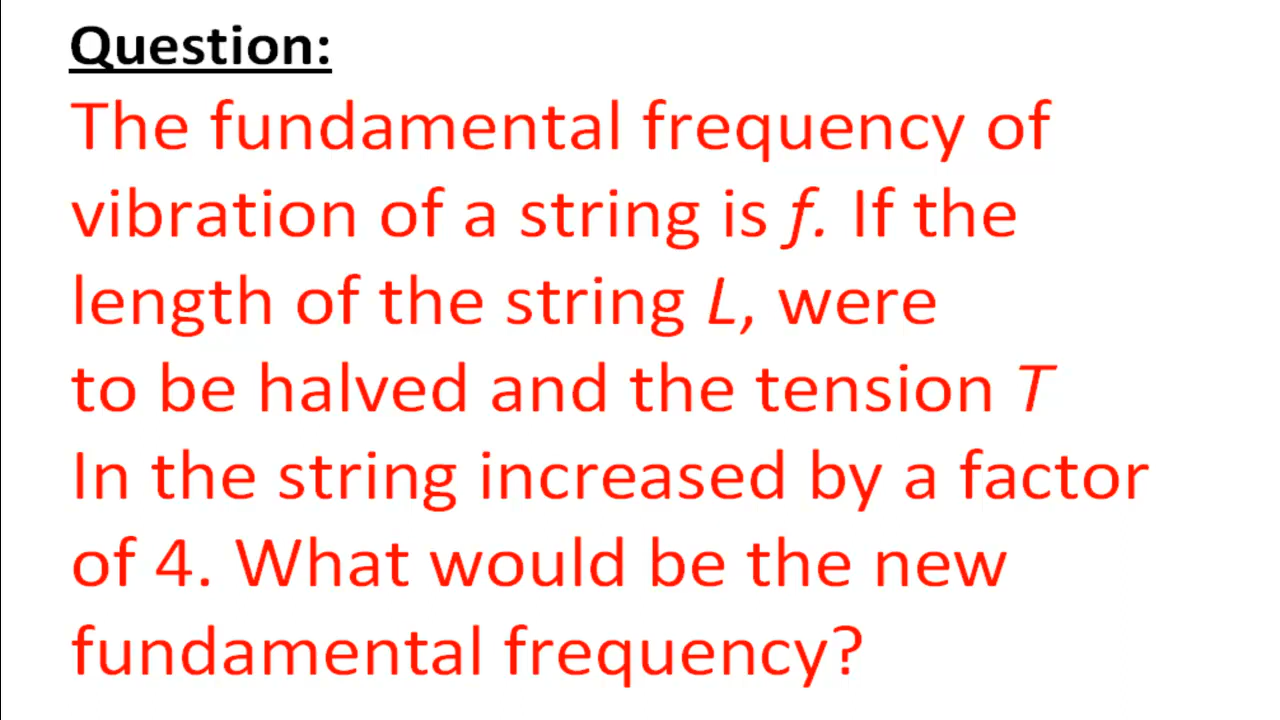 Question:
The fundamental frequency of
vibration of a string is f. If the
length of the string L, were
to be halved and the tension T
In the string increased by a factor
of 4. What would be the new
fundamental frequency?